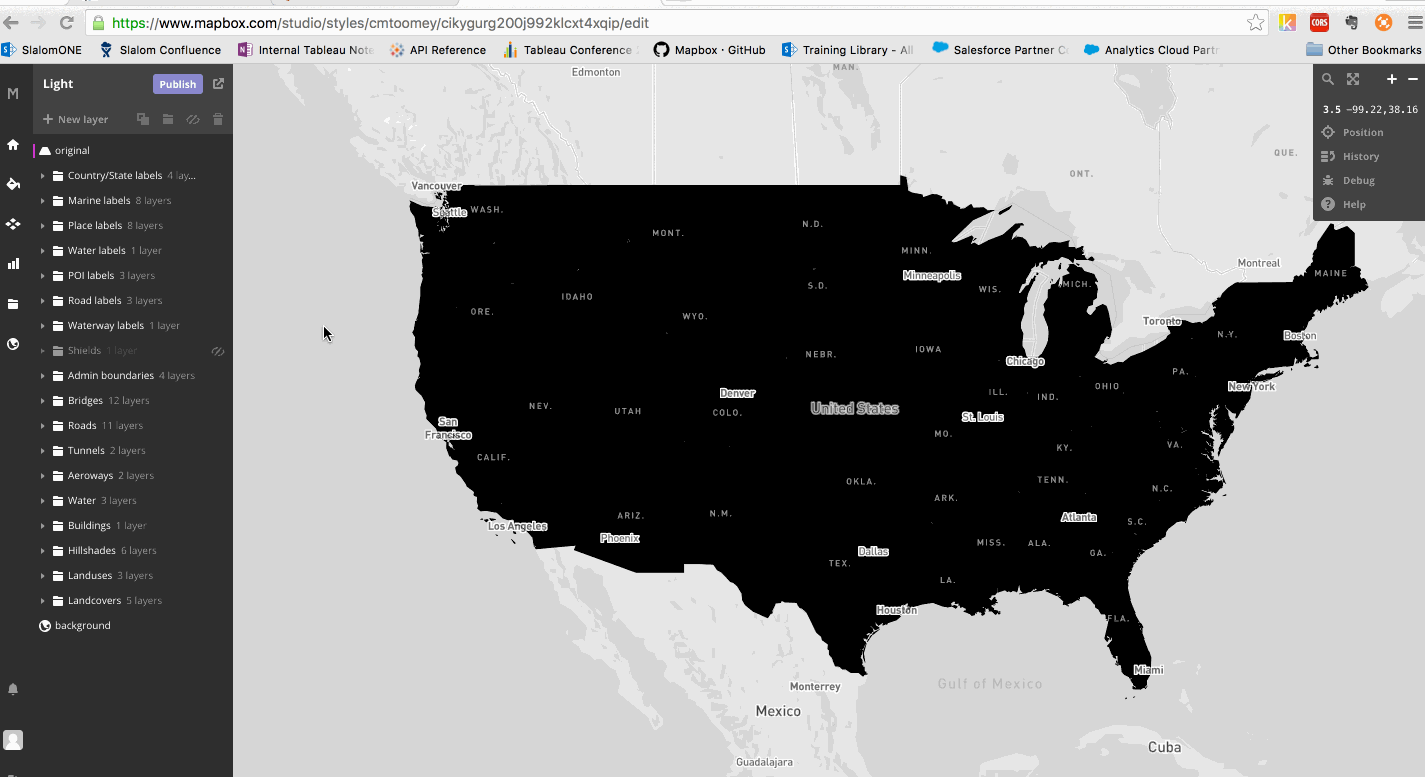 https://www.mapbox.com/studio/styles/cmtoomey/cikygurg200j992klcxt4xqip/edit
SlalomONE
Slalom Confluence
Internal Tableau Note
API Reference
Tableau Conference
Mapbox · GitHub
Training Library - All
Salesforce Partner Co
Analytics Cloud Partn
Other Bookmarks
CORS
M
Light
Publish
New layer
original
Country/State labels 4 lay...
Marine labels 8 layers
Place labels 8 layers
Water labels 1 layer
POI labels 3 layers
Road labels 3 layers
Waterway labels 1 layer
Shields 1 layer
Admin boundaries 4 layers
Bridges 12 layers
Roads 11 layers
Tunnels 2 layers
Aeroways 2 layers
Water 3 layers
Buildings 1 layer
Hillshades 6 layers
Landuses 3 layers
Landcovers 5 layers
background
3.5 -99.22,38.16
Position
History
Debug
Help
Edmonton
MAN.
QUE.
ONT.
Vancouver
Seattle
WASH.
MONT.
N.D.
MINN.
Minneapolis
Montreal
MAINE
S.D.
WIS.
MICH.
IDAHO
ORE.
WYO.
Toronto
N.Y.
Boston
NEBR.
IOWA
Chicago
PA.
New York
OHIO
Denver
ILL.
IND.
NEV.
UTAH
COLO.
United States
St. Louis
San
Francisco
MO.
KY.
VA.
CALIF.
OKLA.
TENN.
N.C.
ARK.
Los Angeles
ARIZ.
N.M.
Atlanta
S.C.
Phoenix
Dallas
MISS.
ALA.
GA.
TEX.
LA.
Houston
FLA.
Miami
Gulf of Mexico
Monterrey
Mexico
Cuba
Guadalajara